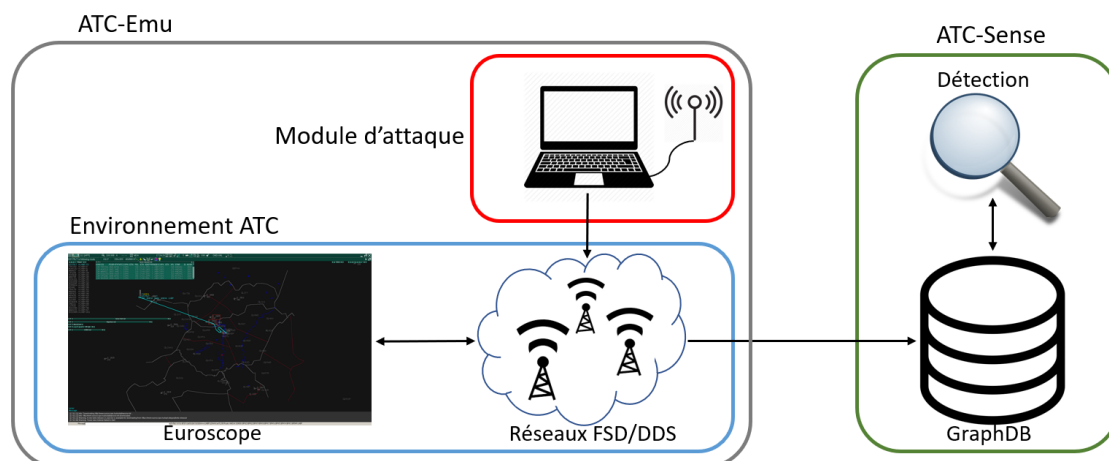 ATC-Emu
ATC-Sense
Détection
Module d’attaque
Environnement ATC
Euroscope
Réseaux FSD/DDS
GraphDB